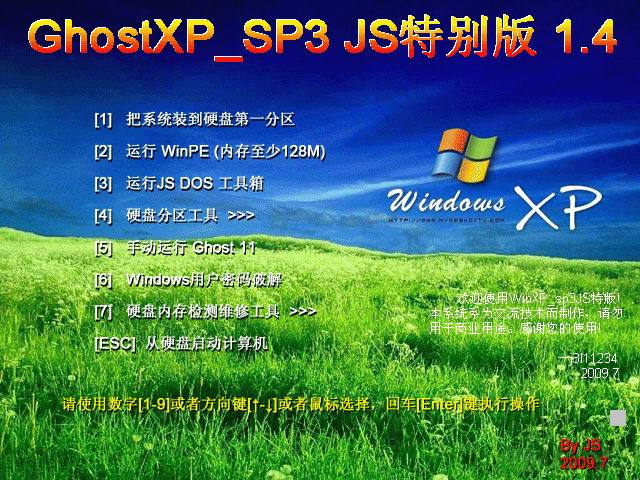 GhostXP_SP3 JS特别版 1.4
[1] 把系统装到硬盘第一分区
[2] 运行 WinPE (内存至少128M)
[3] 运行JS DOS 工具箱
[4] 硬盘分区工具 >>>
[5] 手动运行 Ghost 11
[6] Windows用户密码破解
[7] 硬盘内存检测维修工具 >>>
[ESC] 从硬盘启动计算机
Windows XP
HTTP://WWW.MYDESKCITY.COM
欢迎使用WinXP_sp3JS特版!
本系统系为交流技术而制作，请勿
用于商业用途。感谢您的使用!
2009.7
请使用数字[1-9]或者方向键[↑-↓]或者鼠标选择，回车[Enter]键执行操作
By JS
2009.7